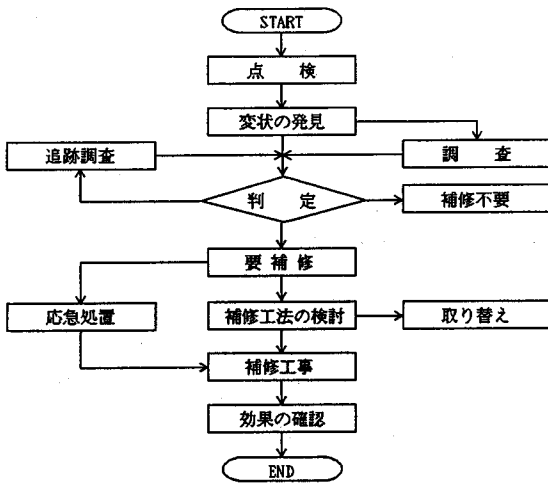 START
点　検
変状の発見
追跡調査
調　査
判　定
補修不要
要 補 修
応急処置
補修工法の検討
取り替え
補修工事
効果の確認
END